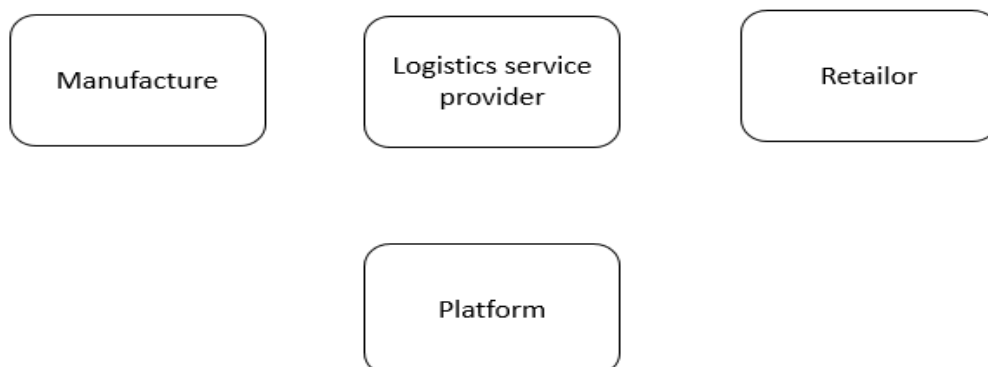 Manufacture
Logistics service
provider
Retailor
Platform